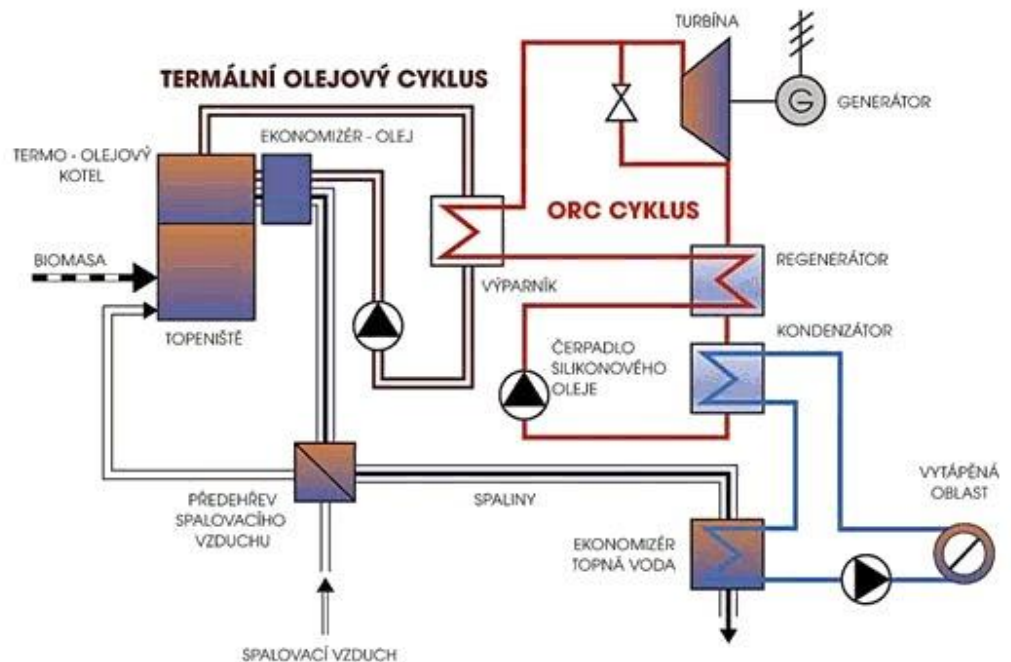 TURBÍNA
TERMÁLNÍ OLEJOVÝ CYKLUS
G
GENERÁTOR
EKONOMIZÉR - OLEJ
TERMO - OLEJOVÝ
KOTEL
ORC CYKLUS
BIOMASA
REGENERÁTOR
VÝPARNÍK
TOPENIŠTĚ
KONDENZÁTOR
ČERPADLO
SILIKONOVÉHO
OLEJE
VYTÁPĚNÁ
OBLAST
PŘEDEHŘEV
SPALOVACÍHO
VZDUCHU
SPALINY
EKONOMIZÉR
TOPNÁ VODA
SPALOVACÍ VZDUCH